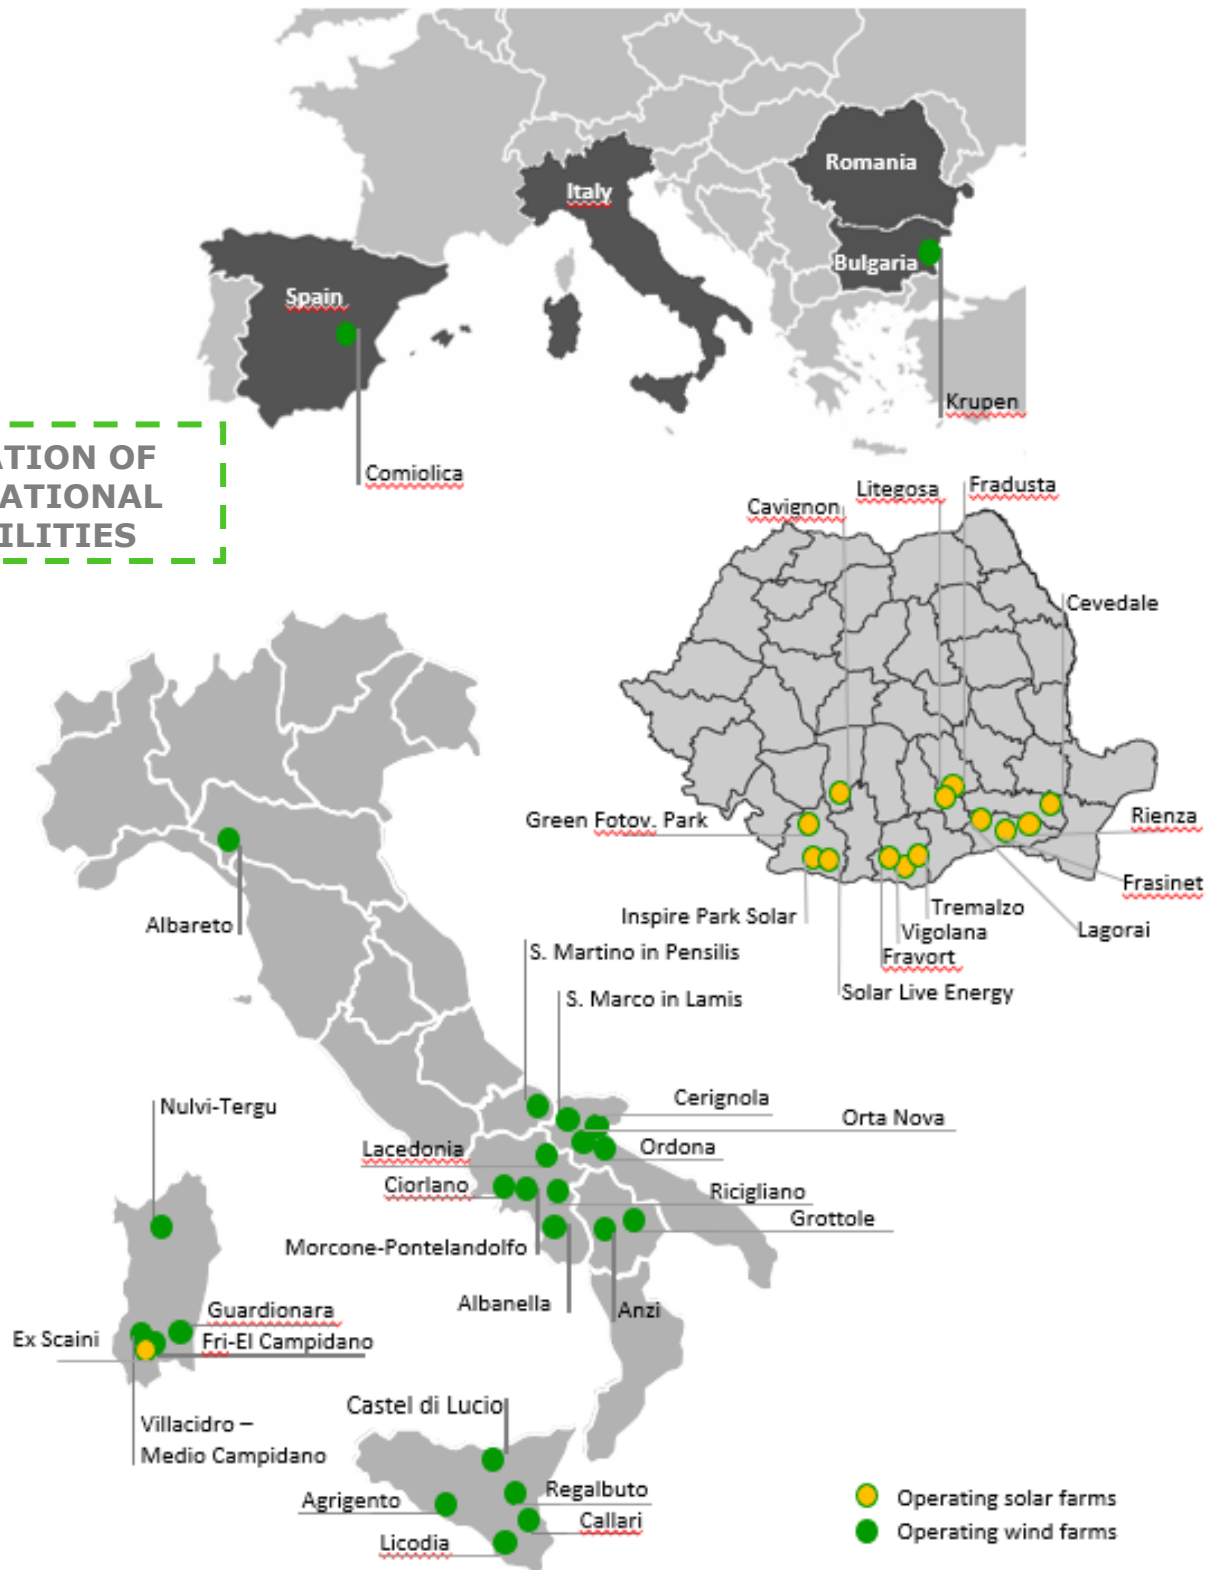 Romania
Italy
Bulgaria
Spain
Krupen
ATION OF
ATIONAL
ILITIES
Comiolica
Litegosa
Fradusta
Cavignon
Cevedale
Green Fotov. Park
Rienza
Frasinet
Inspire Park Solar
Tremalzo
Vigolana
Lagorai
Fravort
Solar Live Energy
Albareto
S. Martino in Pensilis
S. Marco in Lamis
Nulvi-Tergu
Cerignola
Orta Nova
Lacedonia
Ordona
Ciorlano
Ricigliano
Grottole
Morcone-Pontelandolfo
Albanella
Anzi
Guardionara
Ex Scaini
Fri-El Campidano
Castel di Lucio
Villacidro –
Medio Campidano
Agrigento
Regalbuto
Callari
Licodia
Operating solar farms
Operating wind farms